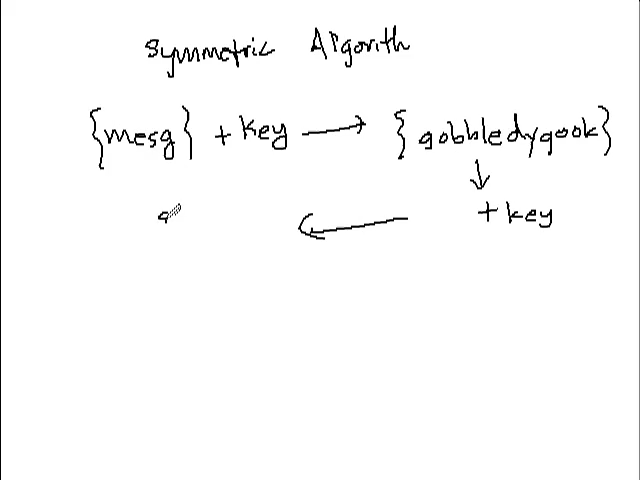 Symmetric Algorith
{mesg} + key → {gobbledygook}
↓
← + key